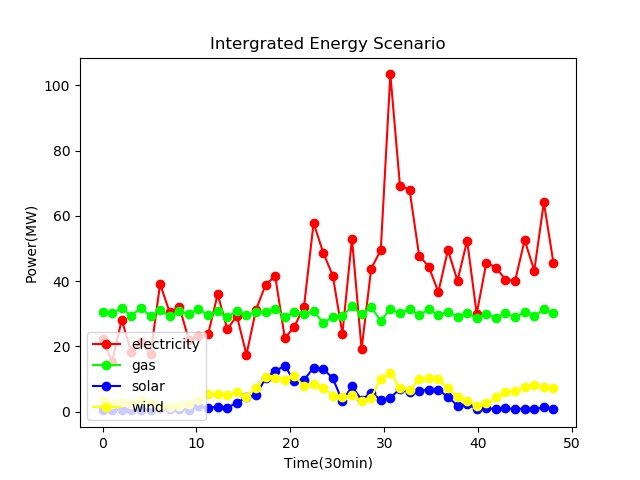 Intergrated Energy Scenario
Power(MW)
100
80
60
40
20
0
electricity
gas
solar
wind
0 10 20 30 40 50
Time(30min)